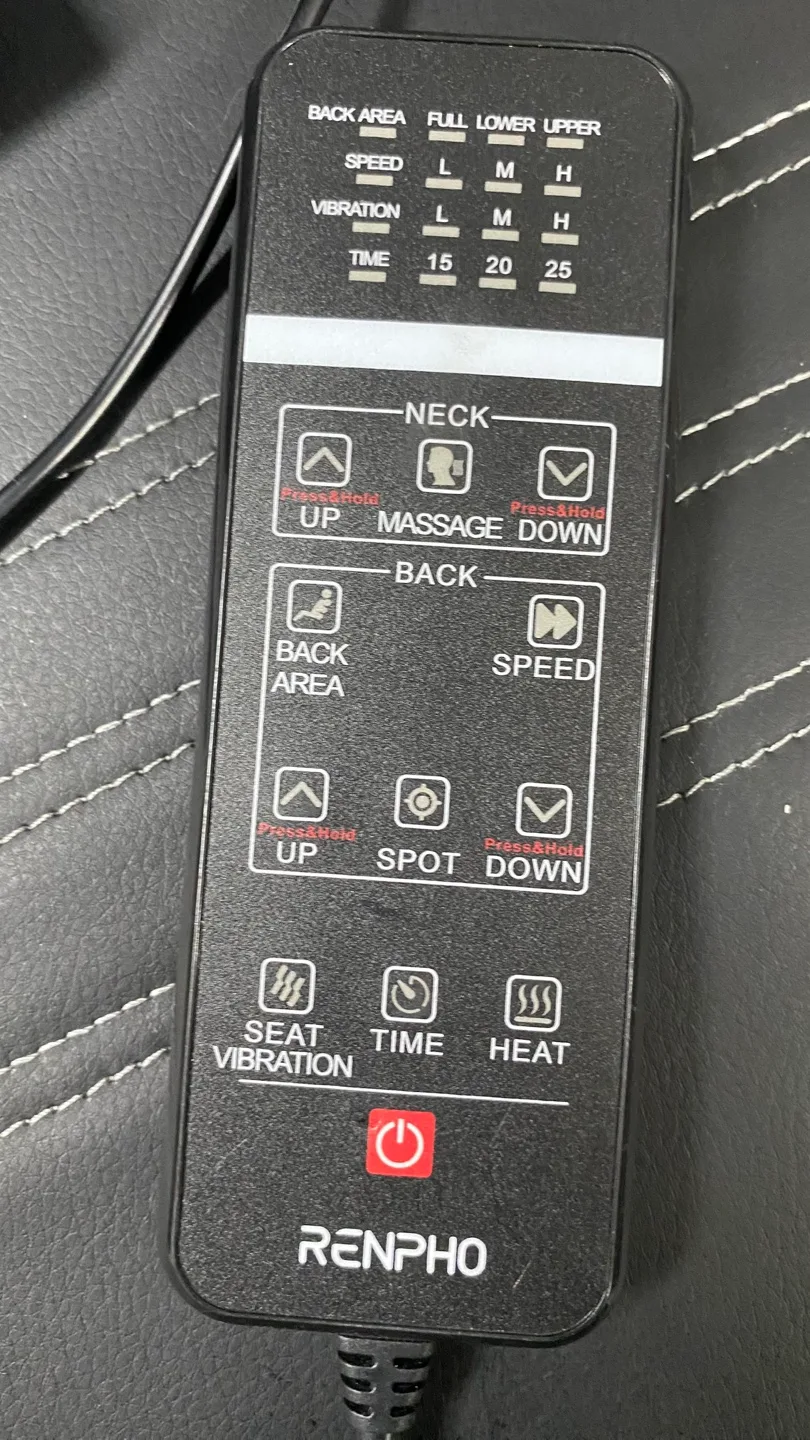 BACK AREA FULL LOWER UPPER
SPEED L M H
VIBRATION L M H
TIME 15 20 25
NECK
Press&Hold Press&Hold
UP MASSAGE DOWN
BACK
BACK SPEED
AREA
Press&Hold Press&Hold
UP SPOT DOWN
SEAT TIME HEAT
VIBRATION
RENPHO